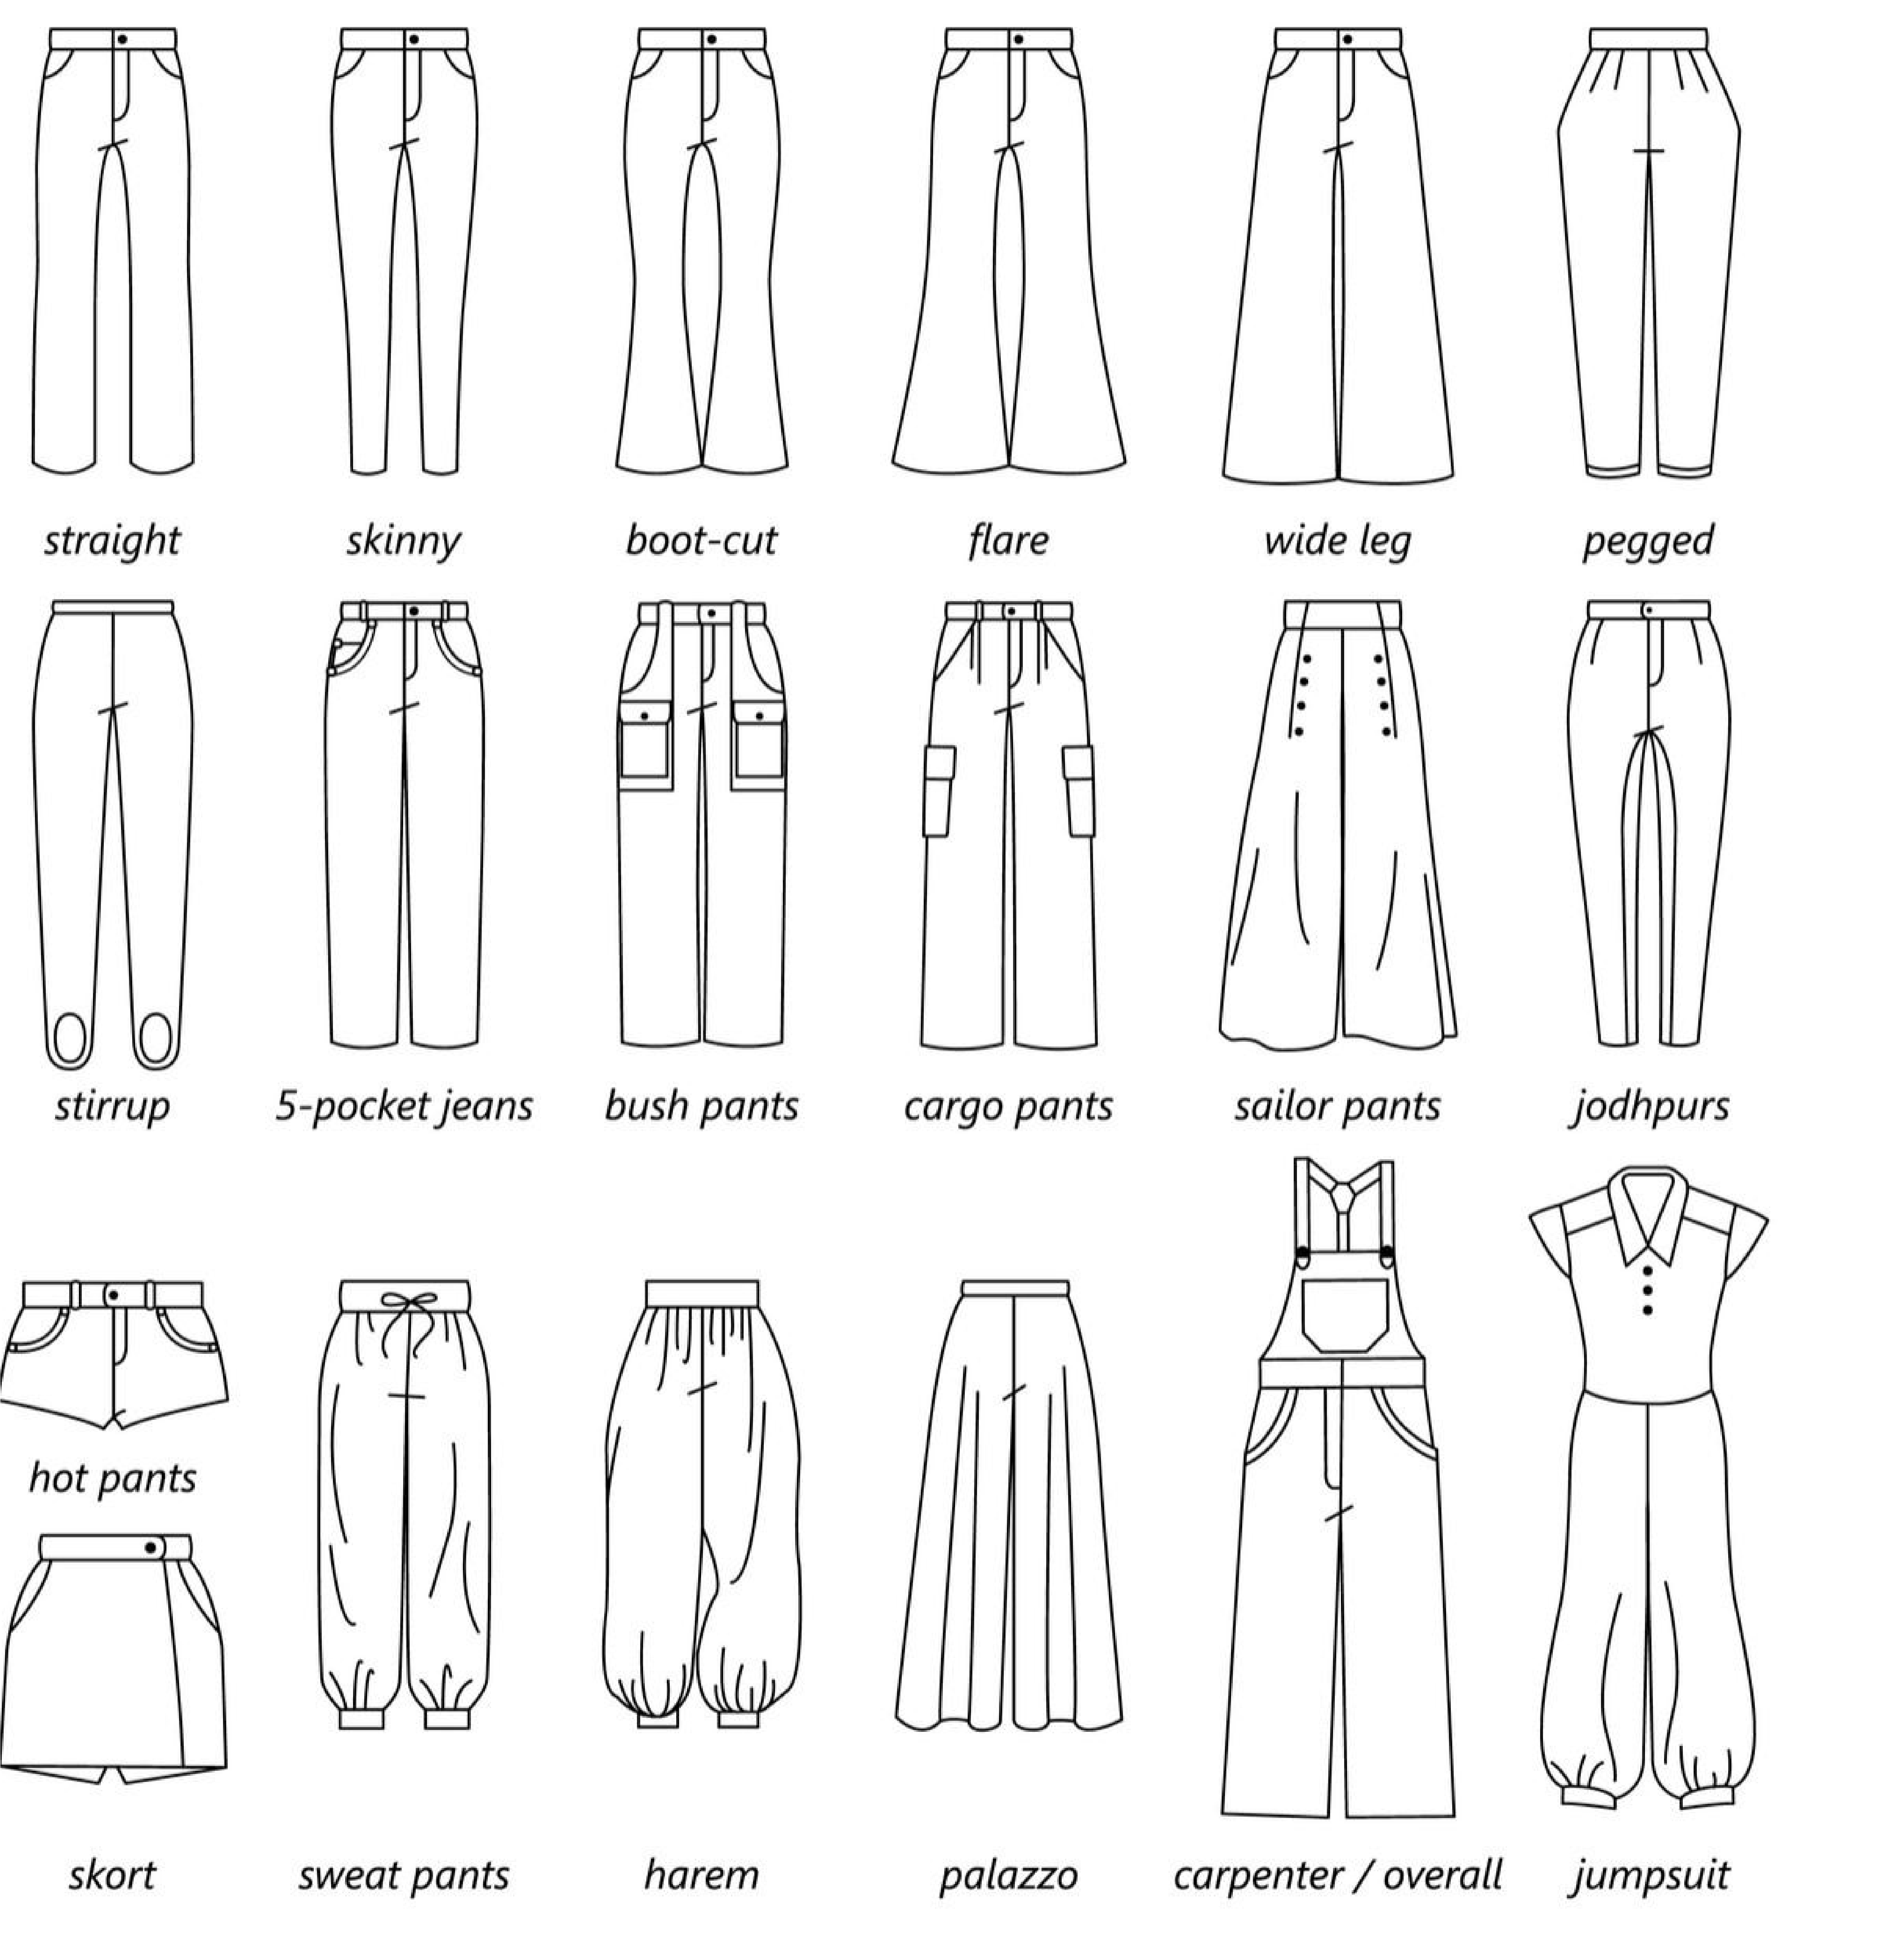 straight
skinny
boot-cut
flare
wide leg
pegged
stirrup
5-pocket jeans
bush pants
cargo pants
sailor pants
jodhpurs
hot pants
skort
sweat pants
harem
palazzo
carpenter / overall
jumpsuit